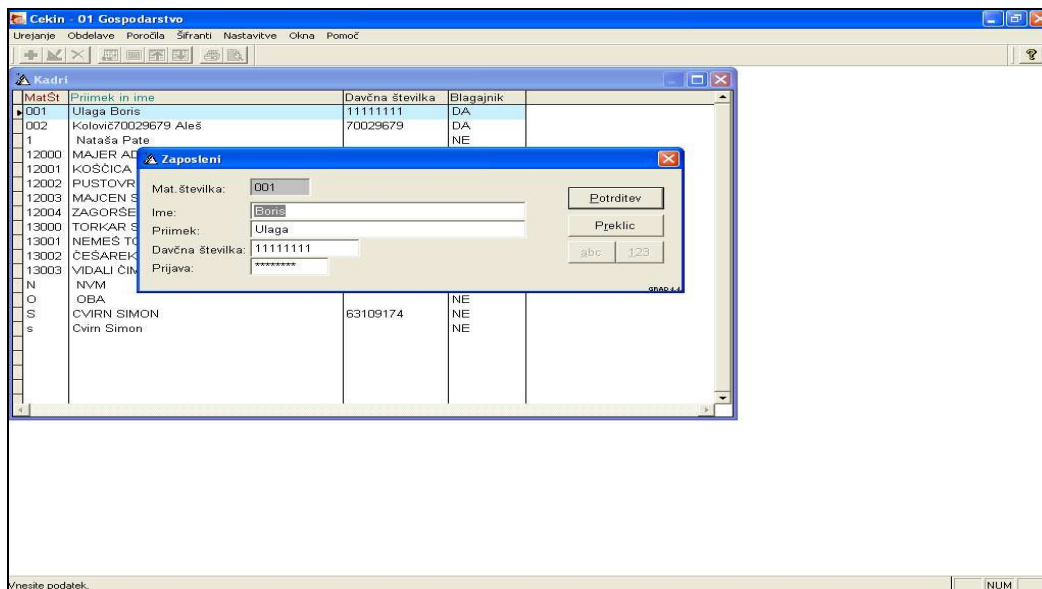 Cekin - 01 Gospodarstvo
Urejanje Obdelave Poročila Šifranti Nastavitve Okna Pomoč
Kadri
MatŠt Priimek in ime Davčna številka Blagajnik
001 Ulaga Boris 11111111 DA
002 Kolovič70029679 Aleš 70029679 DA
1 Nataša Pate NE
12000 MAJER AD
12001 KOŠČICA
12002 PUSTOVR
12003 MAJCEN S
12004 ZAGORŠE
13000 TORKAR S
13001 NEMEŠ TO
13002 ČEŠAREK
13003 VIDALI ČIM
N NVM
O OBA NE
S CVIRN SIMON 63109174 NE
s Cvirn Simon NE
Zaposleni
Mat.številka: 001
Ime: Boris
Priimek: Ulaga
Davčna številka: 11111111
Prijava: ********
Potrditev
Preklic
abc 123
GRAD 4.4
Vnesite podatek. NUM